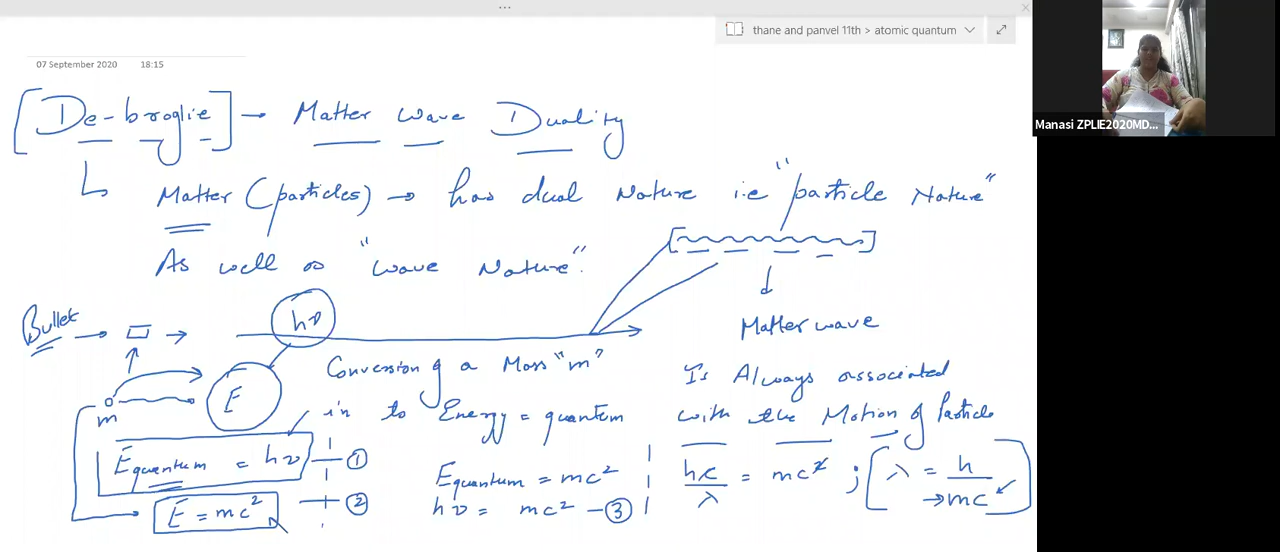 thane and panvel 11th > atomic quantum
07 September 2020 18:15
[De-broglie] → Matter wave Duality
Matter (particles) → has dual Nature i.e "particle Nature"
As well as "wave Nature".
Bullet
hν
Matter wave
m
E
Conversion of a Mass "m"
in to Energy = quantum
Is Always associated
with the Motion of Particle
Equantum = hν — ①
E = mc² — ②
Equantum = mc²
hν = mc² — ③
hc/λ = mc² ; [λ = h/mc]
Manasi ZPLIE2020MD...